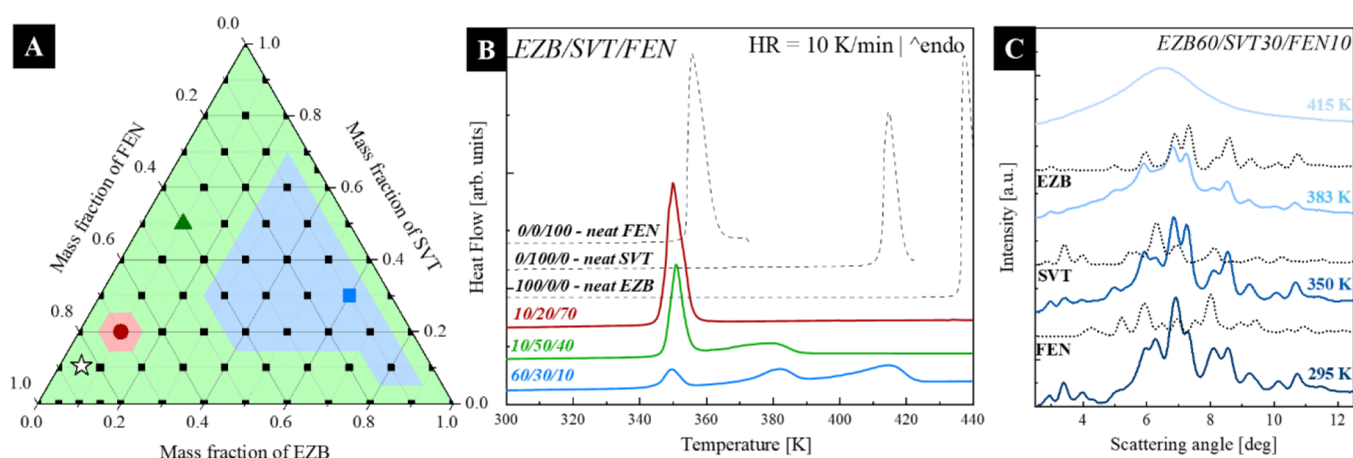 A
0.0
1.0
0.2
0.8
0.4
0.6
0.6
0.4
0.8
0.2
1.0
0.0
0.0
0.2
0.4
0.6
0.8
1.0
Mass fraction of FEN
Mass fraction of SVT
Mass fraction of EZB
B
EZB/SVT/FEN
HR = 10 K/min | ^endo
Heat Flow [arb. units]
0/0/100 - neat FEN
0/100/0 - neat SVT
100/0/0 - neat EZB
10/20/70
10/50/40
60/30/10
300
320
340
360
380
400
420
440
Temperature [K]
C
EZB60/SVT30/FEN10
Intensity [a.u.]
415 K
EZB
383 K
SVT
350 K
FEN
295 K
4
6
8
10
12
Scattering angle [deg]